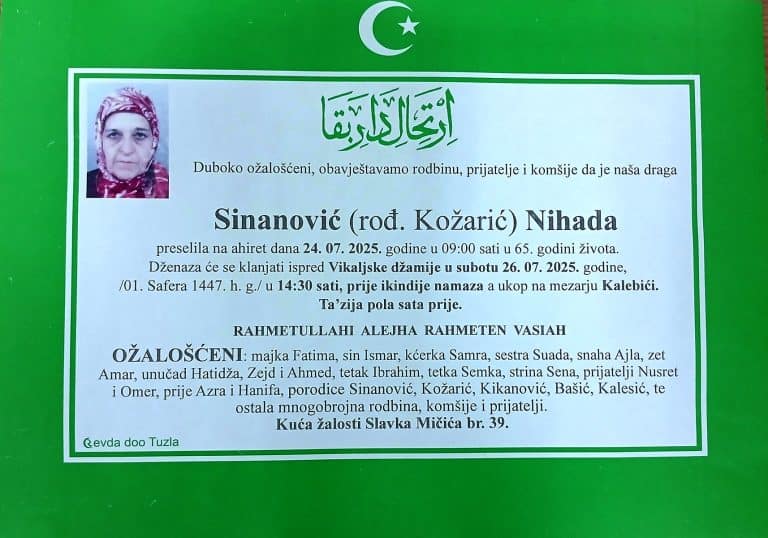 اِرْتِحَالِ دَارِ بَقَا
Duboko ožalošćeni, obavještavamo rodbinu, prijatelje i komšije da je naša draga
Sinanović (rođ. Kožarić) Nihada
preselila na ahiret dana 24. 07. 2025. godine u 09:00 sati u 65. godini života.
Dženaza će se klanjati ispred Vikaljske džamije u subotu 26. 07. 2025. godine,
/01. Safera 1447. h. g./ u 14:30 sati, prije ikindije namaza a ukop na mezarju Kalebići.
Ta'zija pola sata prije.
RAHMETULLAHI ALEJHA RAHMETEN VASIAH
OŽALOŠĆENI: majka Fatima, sin Ismar, kćerka Samra, sestra Suada, snaha Ajla, zet
Amar, unučad Hatidža, Zejd i Ahmed, tetak Ibrahim, tetka Semka, strina Sena, prijatelji Nusret
i Omer, prije Azra i Hanifa, porodice Sinanović, Kožarić, Kikanović, Bašić, Kalesić, te
ostala mnogobrojna rodbina, komšije i prijatelji.
Kuća žalosti Slavka Mičića br. 39.
Ževda doo Tuzla